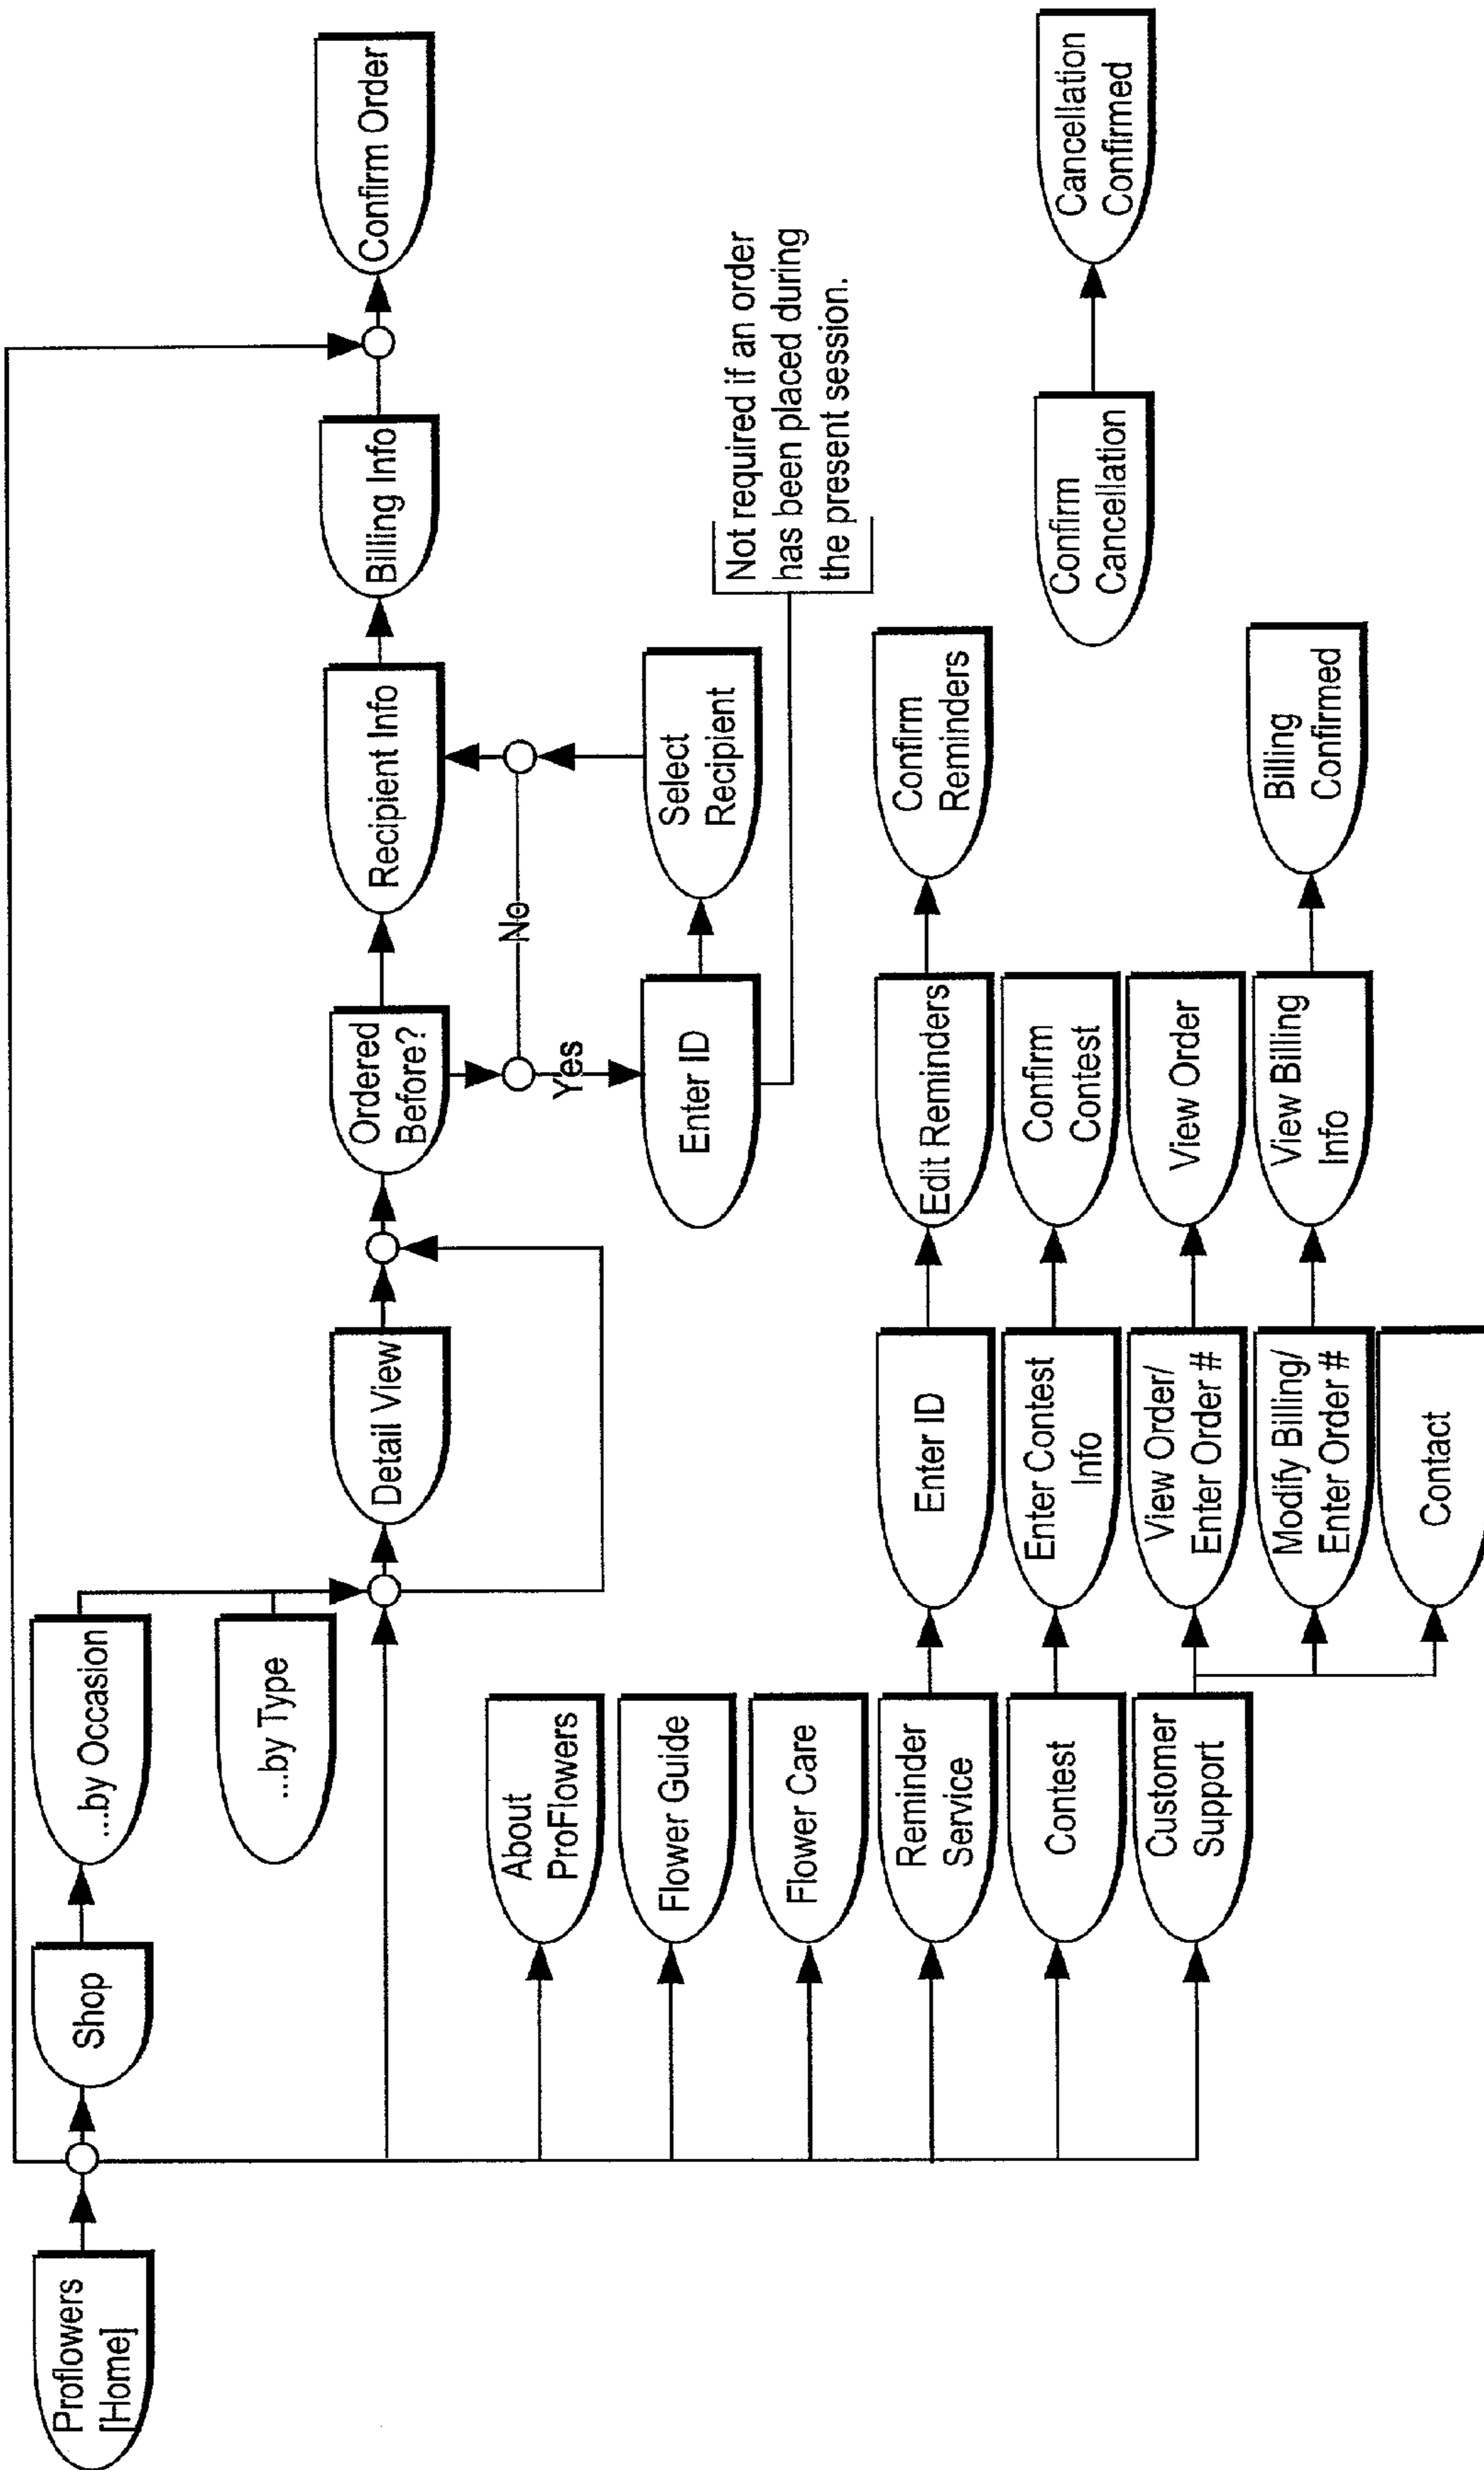 Proflowers
[Home]
Shop
...by Occasion
...by Type
Detail View
Ordered
Before?
Recipient Info
Billing Info
Confirm Order
No
Yes
Enter ID
Select
Recipient
Not required if an order
has been placed during
the present session.
About
ProFlowers
Flower Guide
Flower Care
Reminder
Service
Enter ID
Edit Reminders
Confirm
Reminders
Contest
Enter Contest
Info
Confirm
Contest
Customer
Support
View Order/
Enter Order #
View Order
Modify Billing/
Enter Order #
View Billing
Info
Billing
Confirmed
Contact
Confirm
Cancellation
Cancellation
Confirmed